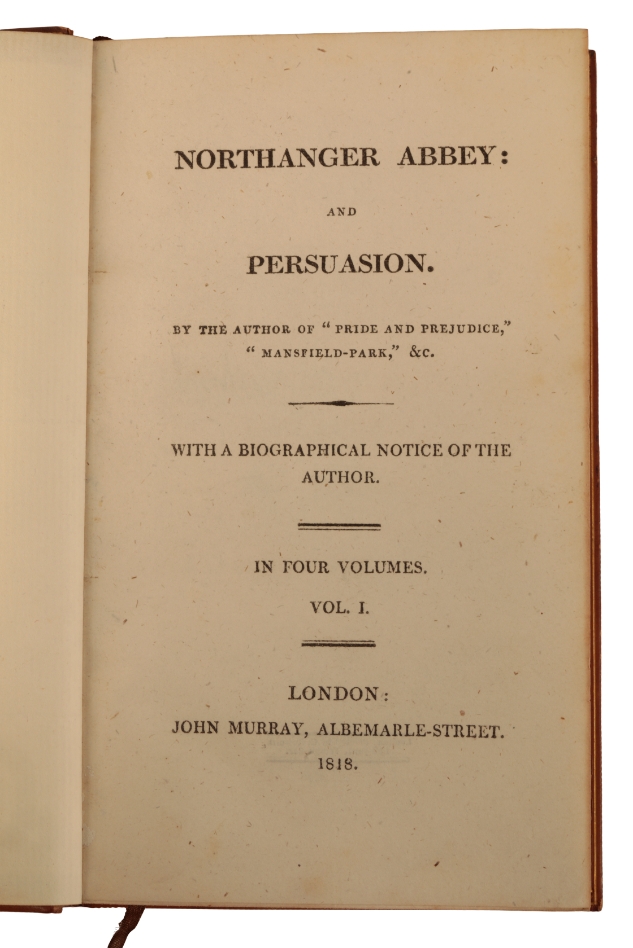 NORTHANGER ABBEY:
AND
PERSUASION.
BY THE AUTHOR OF “ PRIDE AND PREJUDICE,”
“ MANSFIELD-PARK,” &C.
WITH A BIOGRAPHICAL NOTICE OF THE
AUTHOR.
IN FOUR VOLUMES.
VOL. I.
LONDON:
JOHN MURRAY, ALBEMARLE-STREET.
1818.